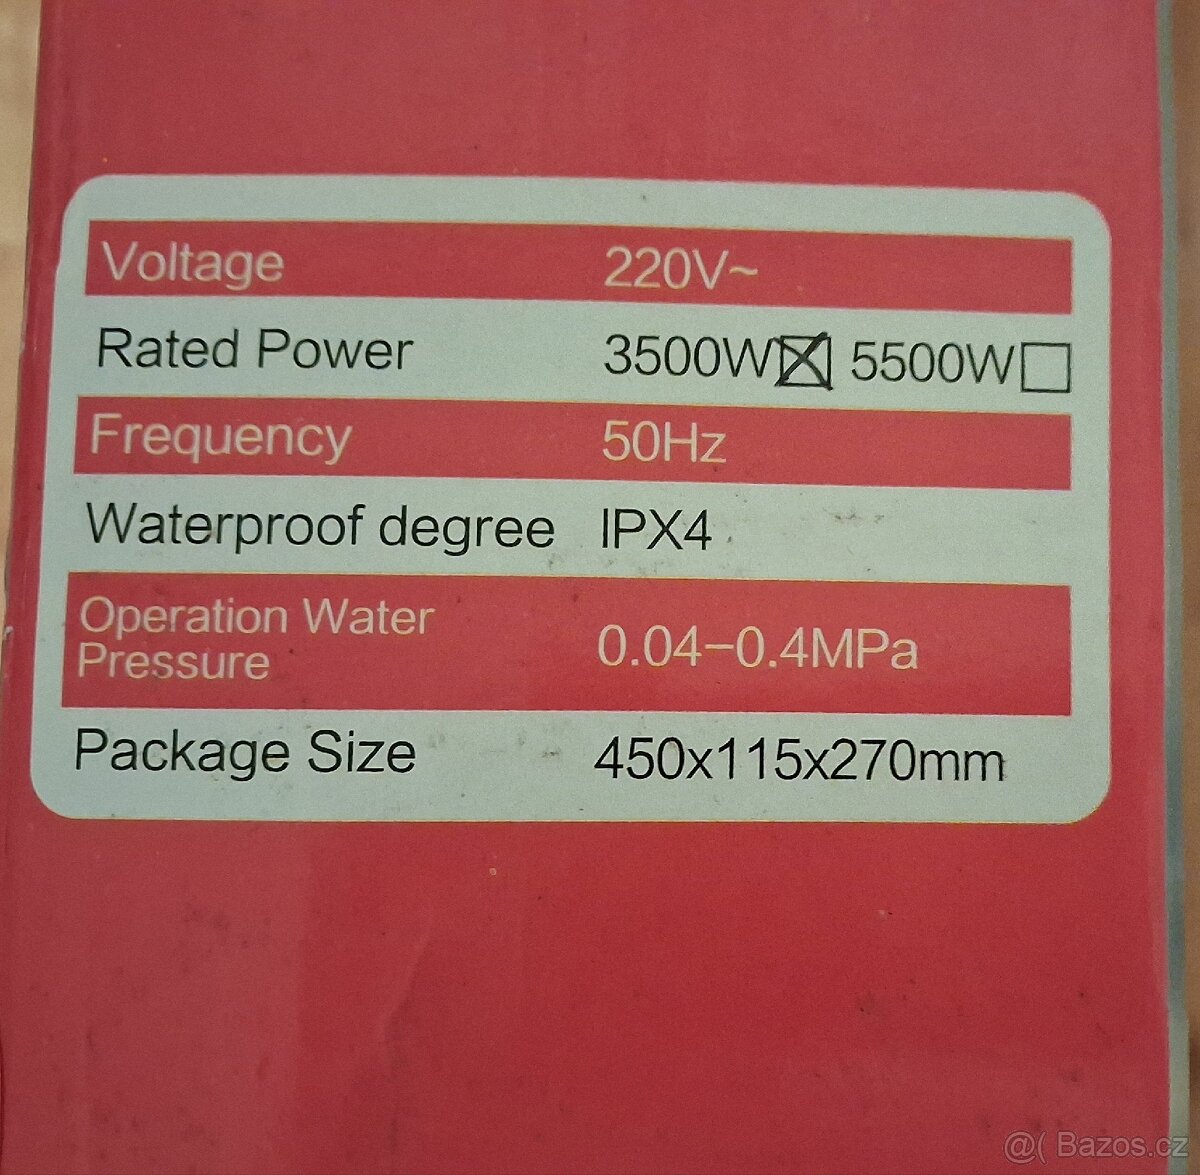 Voltage 220V~
Rated Power 3500W☒ 5500W☐
Frequency 50Hz
Waterproof degree IPX4
Operation Water
Pressure 0.04-0.4MPa
Package Size 450x115x270mm
@( Bazos.cz